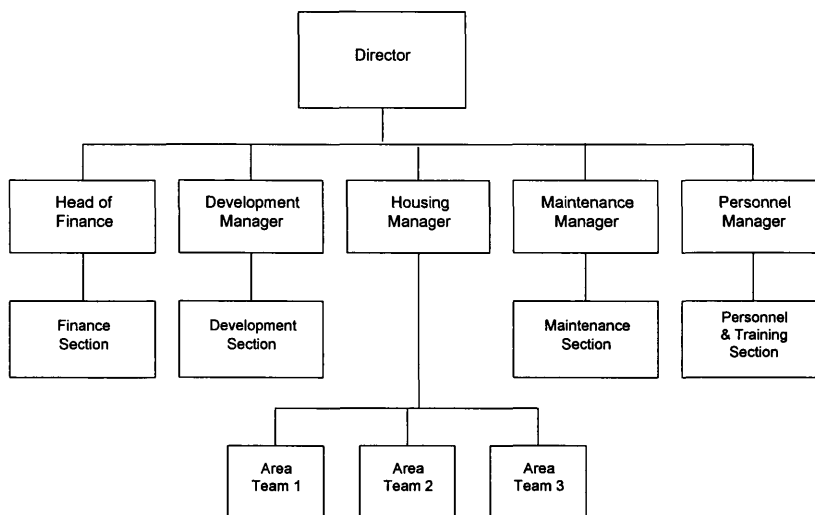 Director
Head of
Finance
Development
Manager
Housing
Manager
Maintenance
Manager
Personnel
Manager
Finance
Section
Development
Section
Maintenance
Section
Personnel
& Training
Section
Area
Team 1
Area
Team 2
Area
Team 3